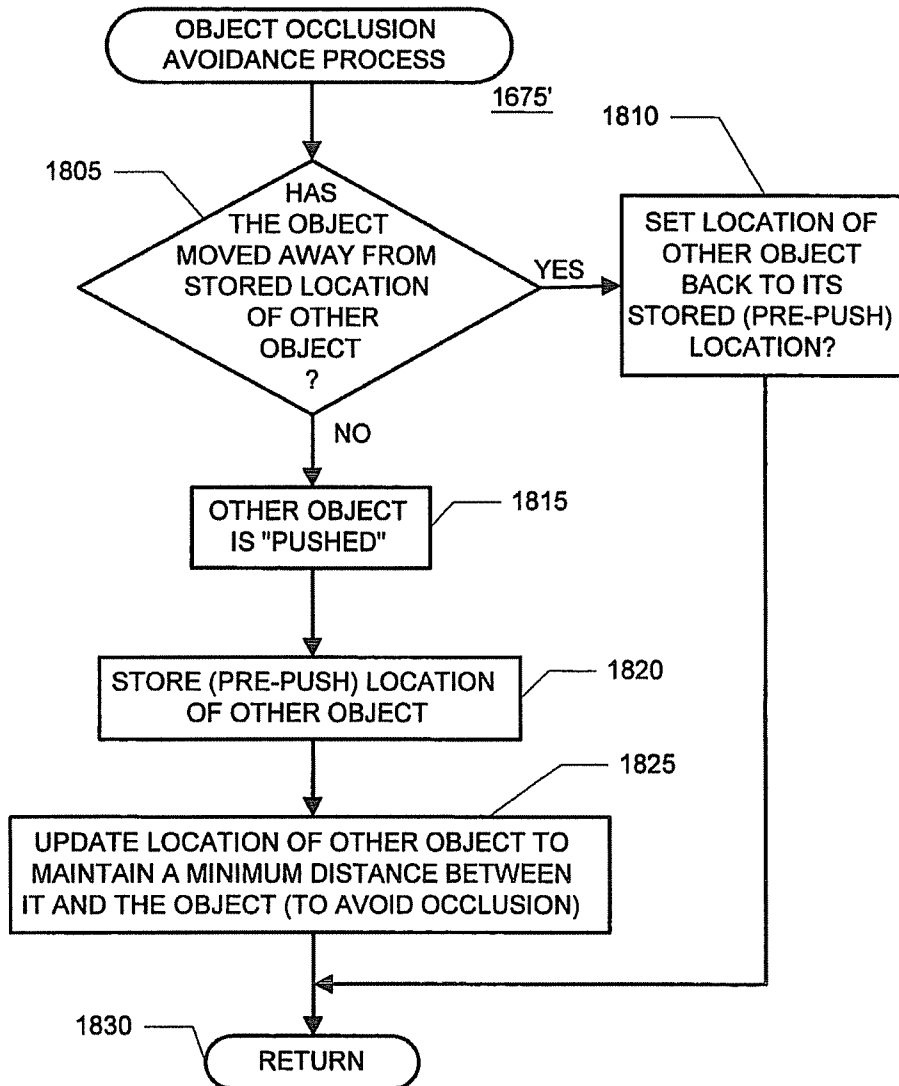 OBJECT OCCLUSION
AVOIDANCE PROCESS
1675'
1810
1805
HAS
THE OBJECT
MOVED AWAY FROM
STORED LOCATION
OF OTHER
OBJECT
?
YES
SET LOCATION OF
OTHER OBJECT
BACK TO ITS
STORED (PRE-PUSH)
LOCATION?
NO
OTHER OBJECT
IS "PUSHED"
1815
STORE (PRE-PUSH) LOCATION
OF OTHER OBJECT
1820
1825
UPDATE LOCATION OF OTHER OBJECT TO
MAINTAIN A MINIMUM DISTANCE BETWEEN
IT AND THE OBJECT (TO AVOID OCCLUSION)
1830
RETURN